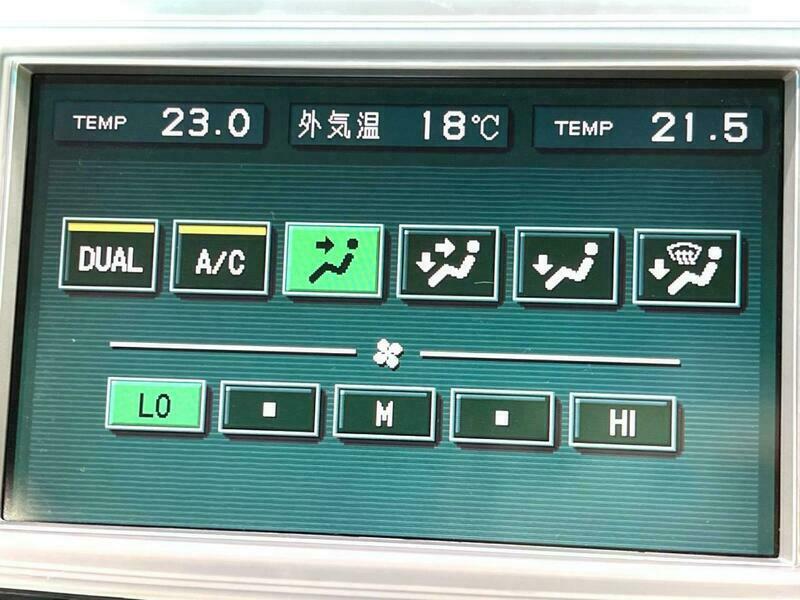 TEMP 23.0 外気温 18℃ TEMP 21.5
DUAL A/C
LO M HI